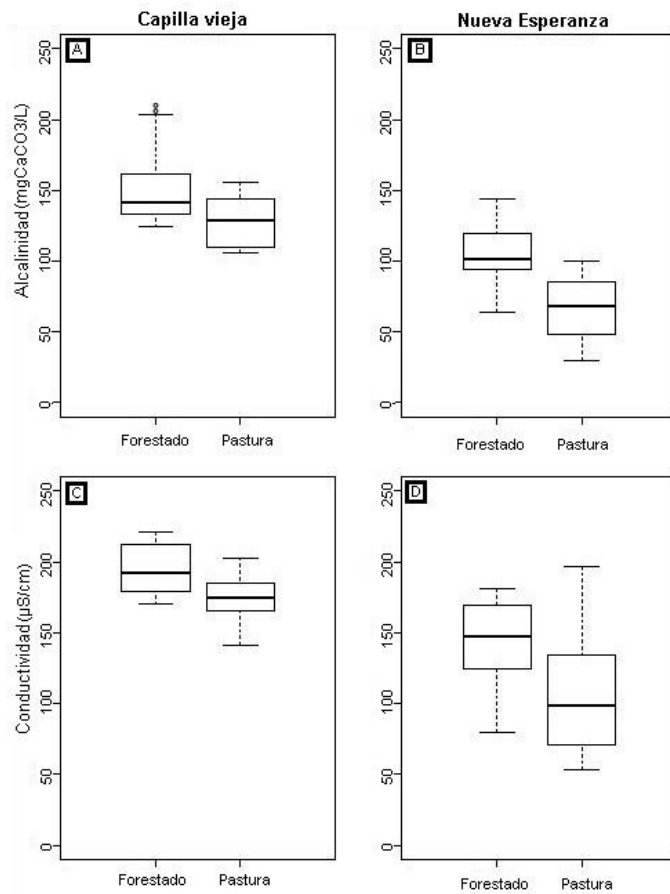 Capilla vieja
Nueva Esperanza
A
B
Alcalinidad (mgCaCO3/L)
250
200
150
100
50
0
250
200
150
100
50
0
Forestado
Pastura
Forestado
Pastura
C
D
Conductividad (µS/cm)
250
200
150
100
50
0
250
200
150
100
50
0
Forestado
Pastura
Forestado
Pastura